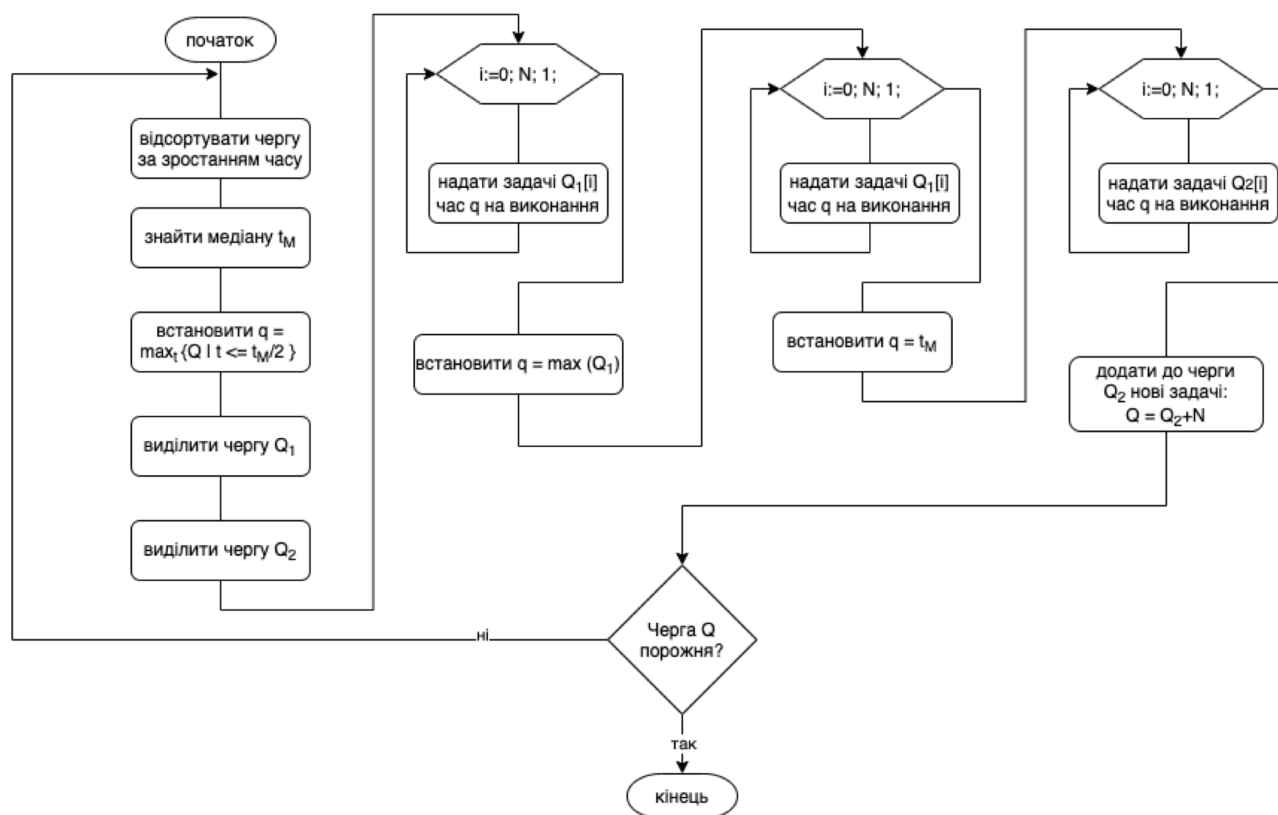 початок
відсортувати чергу
за зростанням часу
знайти медіану tM
встановити q =
maxt {Q I t <= tM/2 }
виділити чергу Q1
виділити чергу Q2
i:=0; N; 1;
надати задачі Q1[i]
час q на виконання
встановити q = max (Q1)
i:=0; N; 1;
надати задачі Q1[i]
час q на виконання
встановити q = tM
i:=0; N; 1;
надати задачі Q2[i]
час q на виконання
додати до черги
Q2 нові задачі:
Q = Q2+N
Черга Q
порожня?
ні
так
кінець